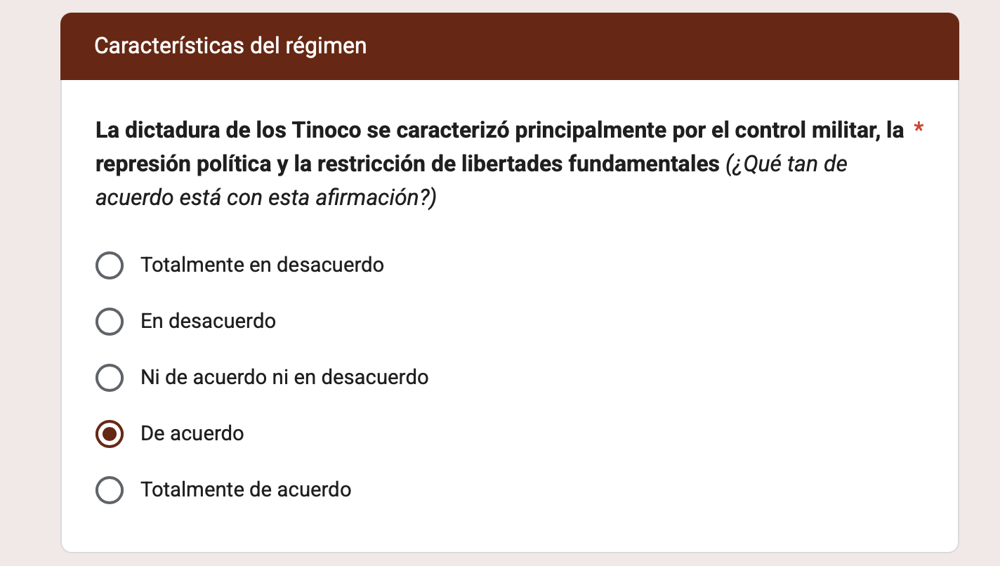 Características del régimen
La dictadura de los Tinoco se caracterizó principalmente por el control militar, la *
represión política y la restricción de libertades fundamentales (¿Qué tan de
acuerdo está con esta afirmación?)
Totalmente en desacuerdo
En desacuerdo
Ni de acuerdo ni en desacuerdo
De acuerdo
Totalmente de acuerdo